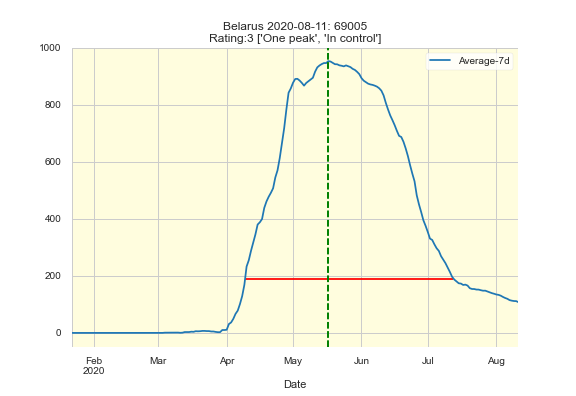 Belarus 2020-08-11: 69005
Rating:3 ['One peak', 'In control']
Average-7d
1000
800
600
400
200
0
Feb Mar Apr May Jun Jul Aug
2020
Date